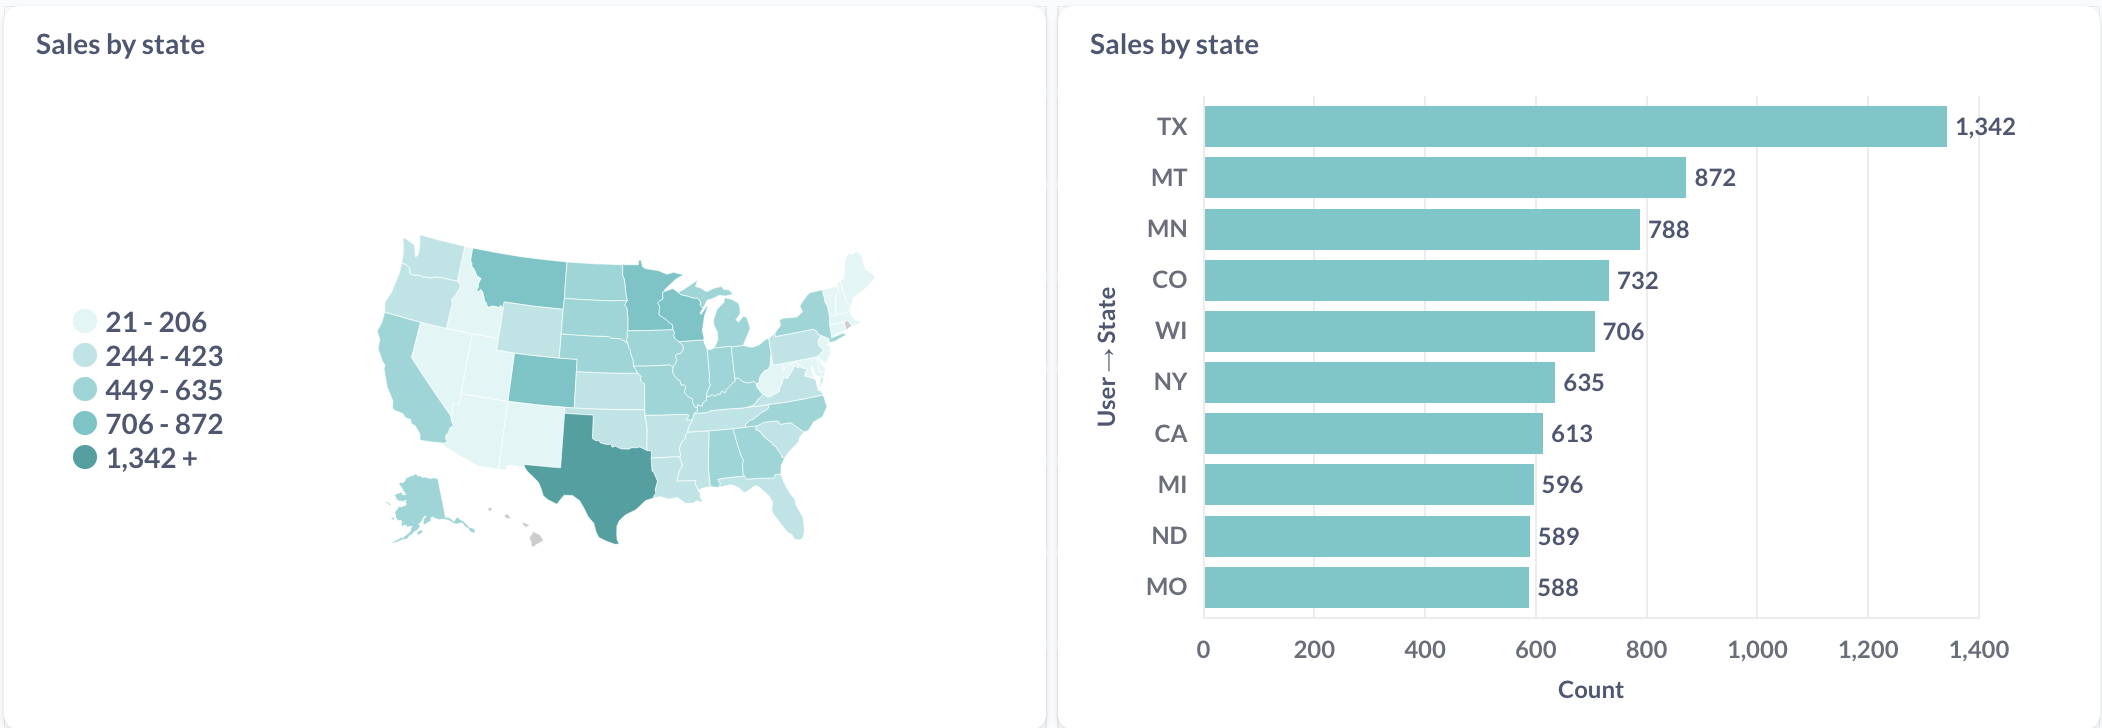 Sales by state
21 - 206
244 - 423
449 - 635
706 - 872
1,342 +
Sales by state
User → State
TX 1,342
MT 872
MN 788
CO 732
WI 706
NY 635
CA 613
MI 596
ND 589
MO 588
0 200 400 600 800 1,000 1,200 1,400
Count